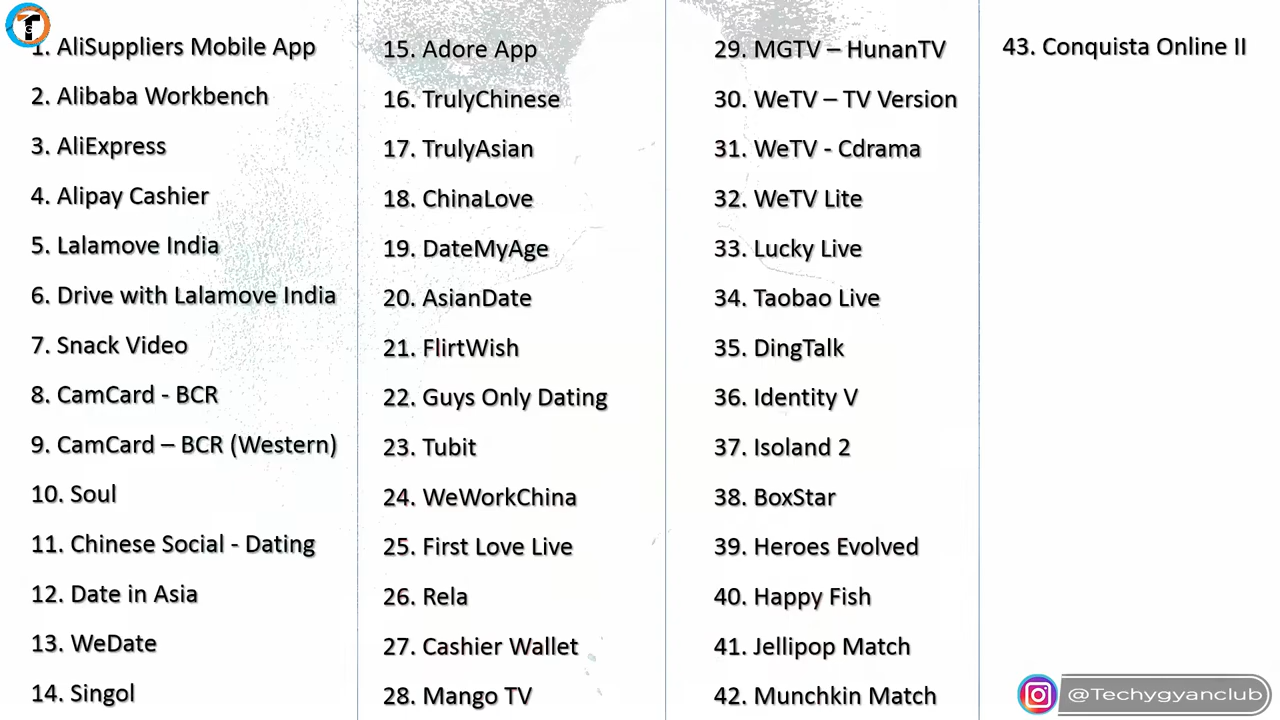 1. AliSuppliers Mobile App
2. Alibaba Workbench
3. AliExpress
4. Alipay Cashier
5. Lalamove India
6. Drive with Lalamove India
7. Snack Video
8. CamCard - BCR
9. CamCard – BCR (Western)
10. Soul
11. Chinese Social - Dating
12. Date in Asia
13. WeDate
14. Singol
15. Adore App
16. TrulyChinese
17. TrulyAsian
18. ChinaLove
19. DateMyAge
20. AsianDate
21. FlirtWish
22. Guys Only Dating
23. Tubit
24. WeWorkChina
25. First Love Live
26. Rela
27. Cashier Wallet
28. Mango TV
29. MGTV – HunanTV
30. WeTV – TV Version
31. WeTV - Cdrama
32. WeTV Lite
33. Lucky Live
34. Taobao Live
35. DingTalk
36. Identity V
37. Isoland 2
38. BoxStar
39. Heroes Evolved
40. Happy Fish
41. Jellipop Match
42. Munchkin Match
43. Conquista Online II
@Techygyanclub